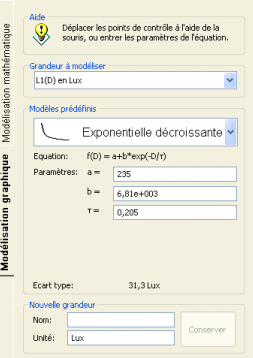 Modélisation mathématique
Modélisation graphique
Aide
Déplacer les points de contrôle à l'aide de la
souris, ou entrer les paramètres de l'équation.
Grandeur à modéliser
L1(D) en Lux
Modèles prédéfinis
Exponentielle décroissante
Equation: f(D) = a+b*exp(-D/τ)
Paramètres: a = 235
b = 6,81e+003
τ = 0,205
Ecart type: 31,3 Lux
Nouvelle grandeur
Nom:
Unité: Lux
Conserver